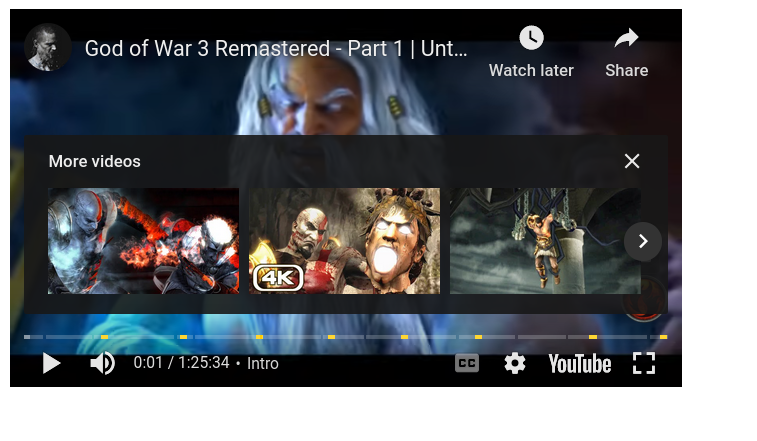 God of War 3 Remastered - Part 1 | Unt...
Watch later
Share
More videos
4K
0:01 / 1:25:34 • Intro
CC
YouTube